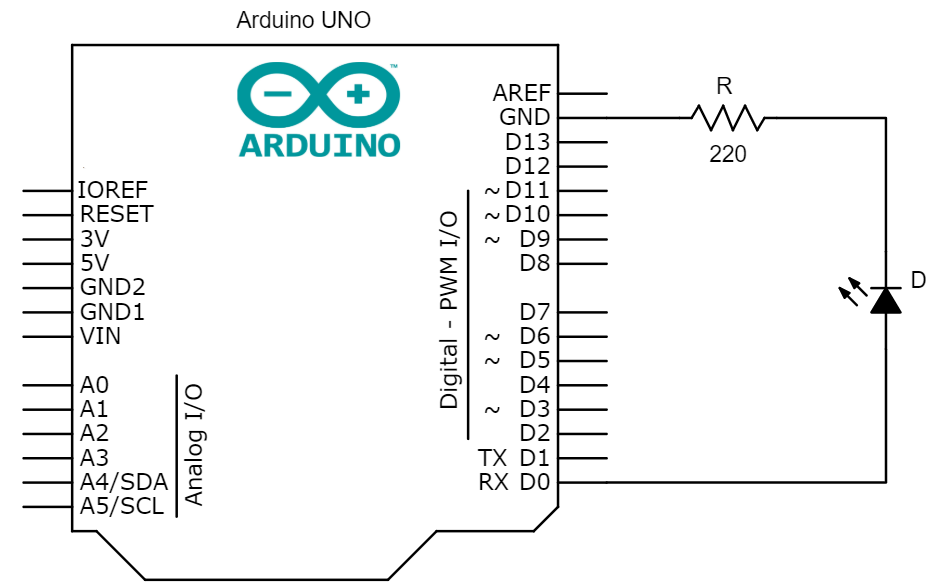 Arduino UNO
− +
™
ARDUINO
IOREF
RESET
3V
5V
GND2
GND1
VIN
A0
A1
A2
A3
A4/SDA
A5/SCL
Analog I/O
Digital - PWM I/O
AREF
GND
D13
D12
~ D11
~ D10
~ D9
D8
D7
~ D6
~ D5
D4
~ D3
D2
TX D1
RX D0
R
220
D